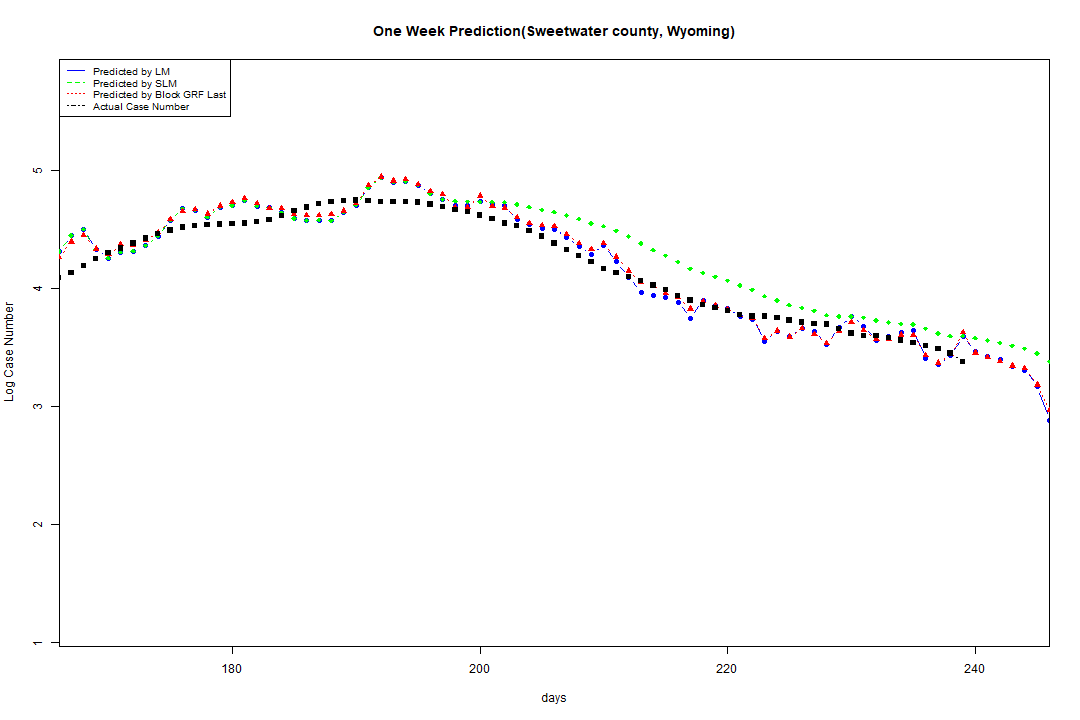 One Week Prediction(Sweetwater county, Wyoming)
Predicted by LM
Predicted by SLM
Predicted by Block GRF Last
Actual Case Number
5
4
3
2
1
Log Case Number
180 200 220 240
days